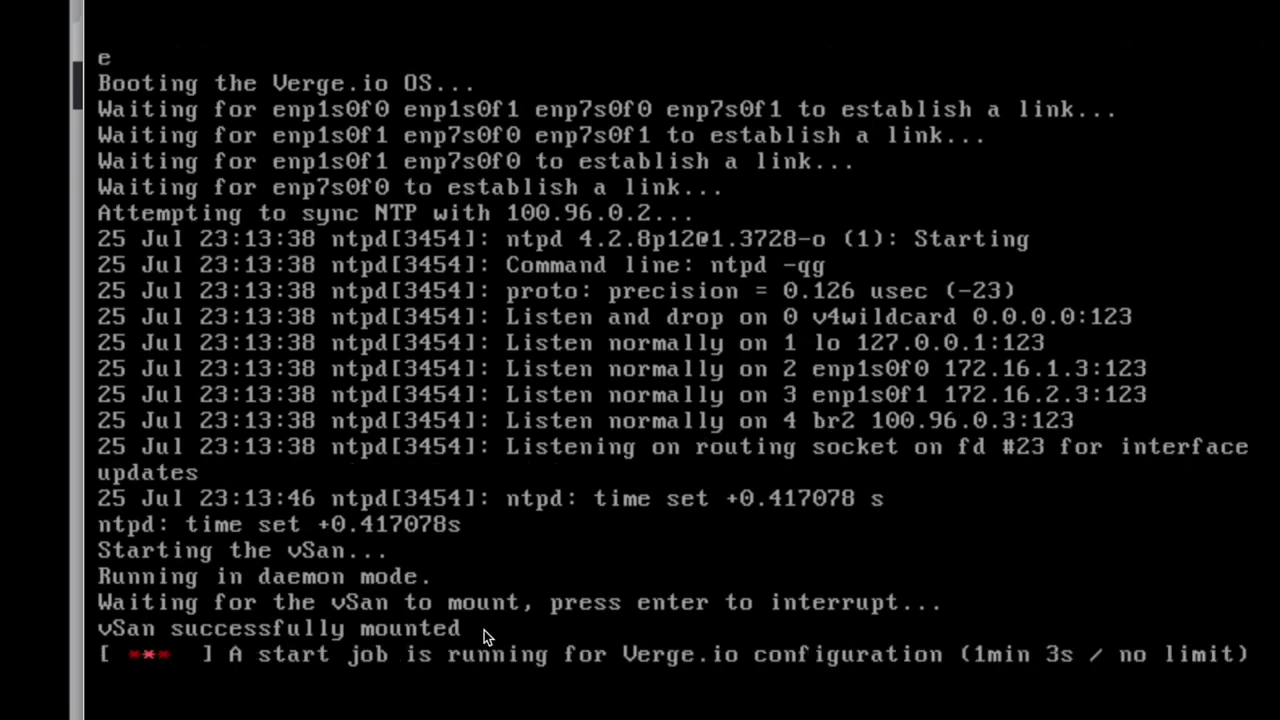 e
Booting the Verge.io OS...
Waiting for enp1s0f0 enp1s0f1 enp7s0f0 enp7s0f1 to establish a link...
Waiting for enp1s0f1 enp7s0f0 enp7s0f1 to establish a link...
Waiting for enp1s0f1 enp7s0f0 to establish a link...
Waiting for enp7s0f0 to establish a link...
Attempting to sync NTP with 100.96.0.2...
25 Jul 23:13:38 ntpd[3454]: ntpd 4.2.8p12@1.3728-o (1): Starting
25 Jul 23:13:38 ntpd[3454]: Command line: ntpd -qg
25 Jul 23:13:38 ntpd[3454]: proto: precision = 0.126 usec (-23)
25 Jul 23:13:38 ntpd[3454]: Listen and drop on 0 v4wildcard 0.0.0.0:123
25 Jul 23:13:38 ntpd[3454]: Listen normally on 1 lo 127.0.0.1:123
25 Jul 23:13:38 ntpd[3454]: Listen normally on 2 enp1s0f0 172.16.1.3:123
25 Jul 23:13:38 ntpd[3454]: Listen normally on 3 enp1s0f1 172.16.2.3:123
25 Jul 23:13:38 ntpd[3454]: Listen normally on 4 br2 100.96.0.3:123
25 Jul 23:13:38 ntpd[3454]: Listening on routing socket on fd #23 for interface
updates
25 Jul 23:13:46 ntpd[3454]: ntpd: time set +0.417078 s
ntpd: time set +0.417078s
Starting the vSan...
Running in daemon mode.
Waiting for the vSan to mount, press enter to interrupt...
vSan successfully mounted
[ *** ] A start job is running for Verge.io configuration (1min 3s / no limit)